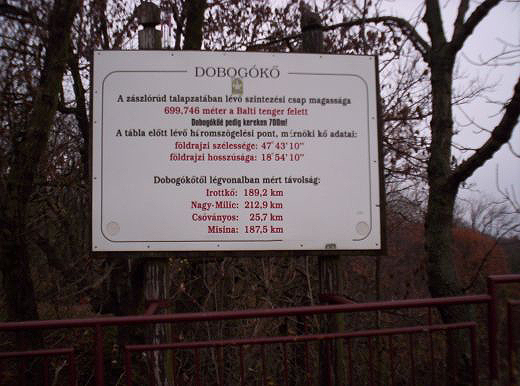 DOBOGÓKŐ
A zászlórúd talapzatában lévő szintezési csap magassága
699,746 méter a Balti tenger felett
Dobogókőé pedig kereken 700m!
A tábla előtt lévő háromszögelési pont, mérnöki kő adatai:
földrajzi szélessége: 47°43'10"
földrajzi hosszúsága: 18°54'10"
Dobogókőtől légvonalban mért távolság:
Irottkő: 189,2 km
Nagy-Milic: 212,9 km
Csóványos: 25,7 km
Misina: 187,5 km